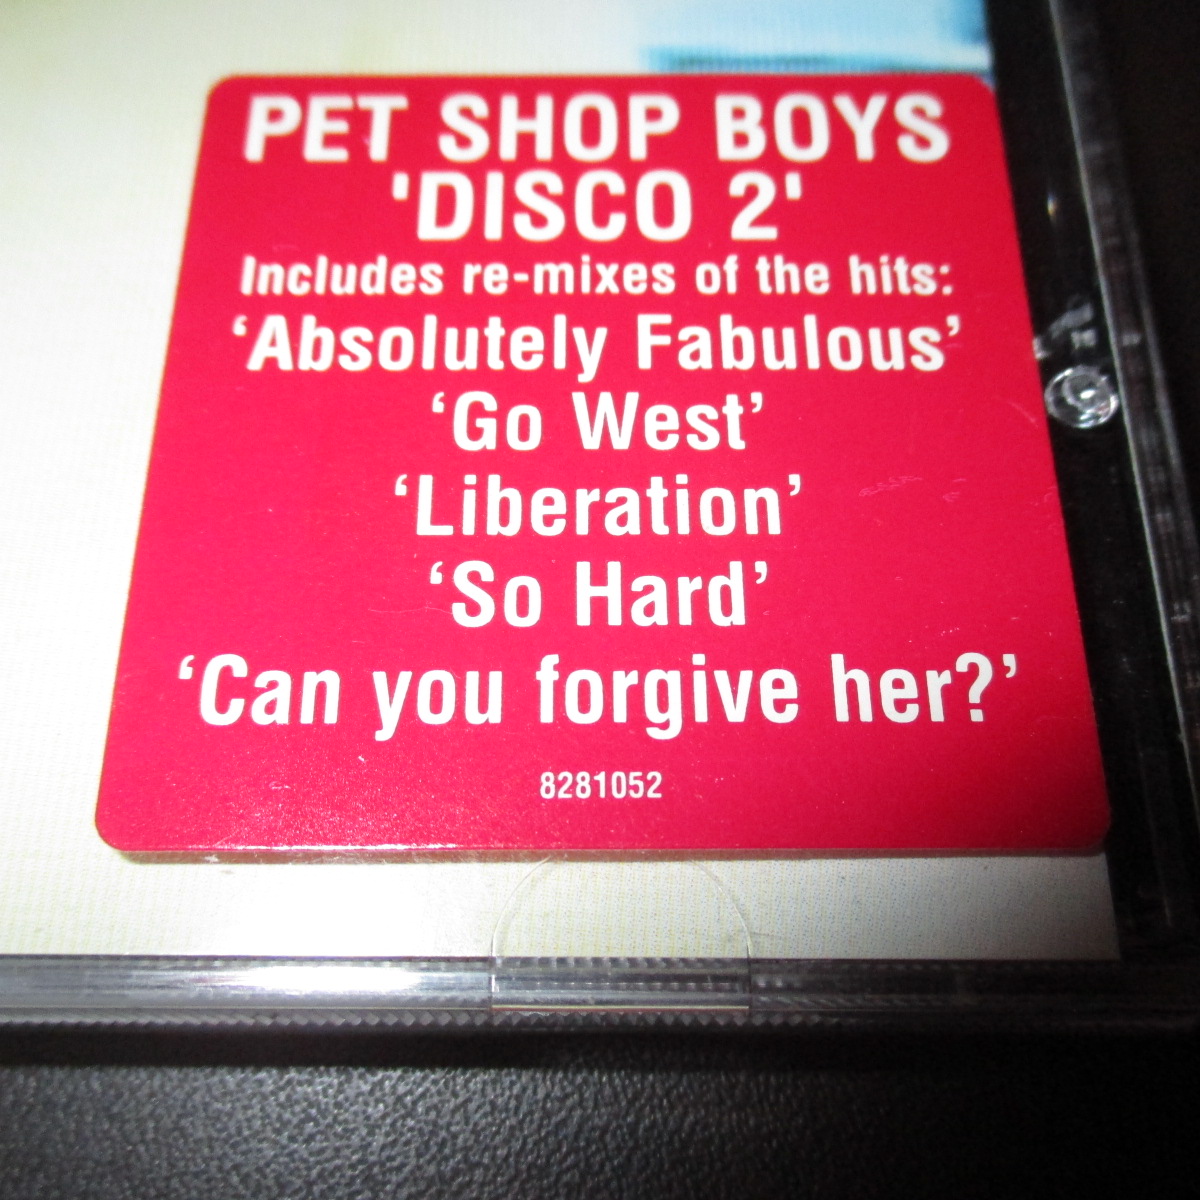 PET SHOP BOYS
'DISCO 2'
Includes re-mixes of the hits:
‘Absolutely Fabulous’
‘Go West’
‘Liberation’
‘So Hard’
‘Can you forgive her?’
8281052